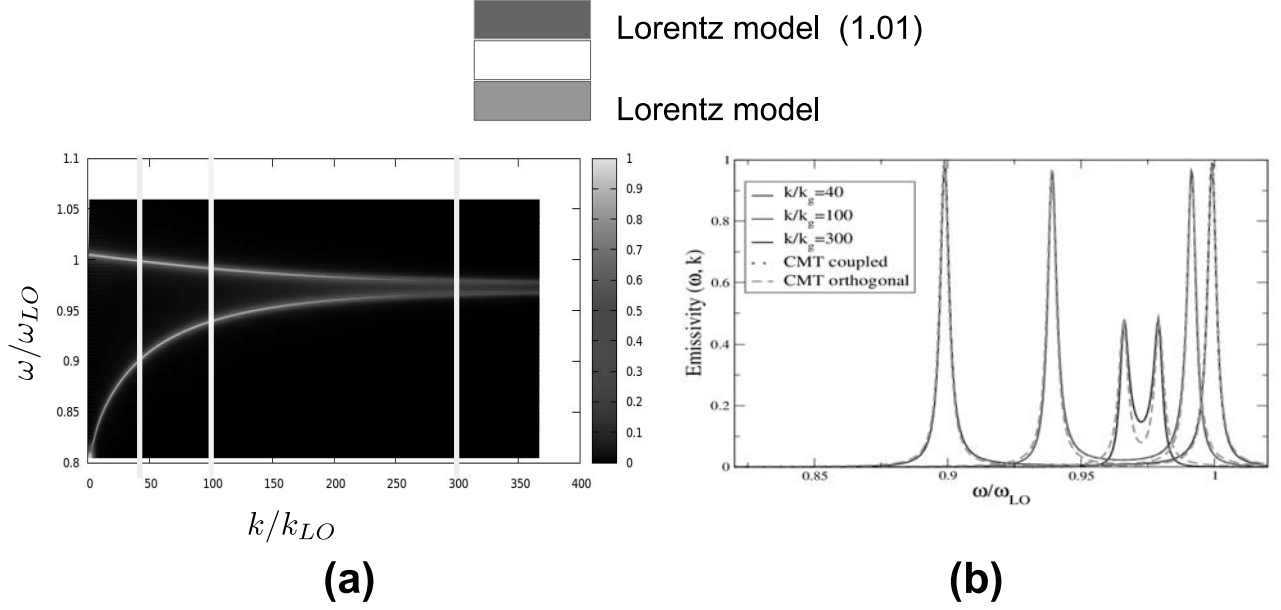 Lorentz model (1.01)
Lorentz model
1.1
1.05
1
0.95
0.9
0.85
0.8
ω/ω_LO
0 50 100 150 200 250 300 350 400
k/k_LO
1
0.9
0.8
0.7
0.6
0.5
0.4
0.3
0.2
0.1
0
(a)
1
0.8
0.6
0.4
0.2
0
Emissivity (ω, k)
k/k_g=40
k/k_g=100
k/k_g=300
CMT coupled
CMT orthogonal
0.85 0.9 0.95 1
ω/ω_LO
(b)